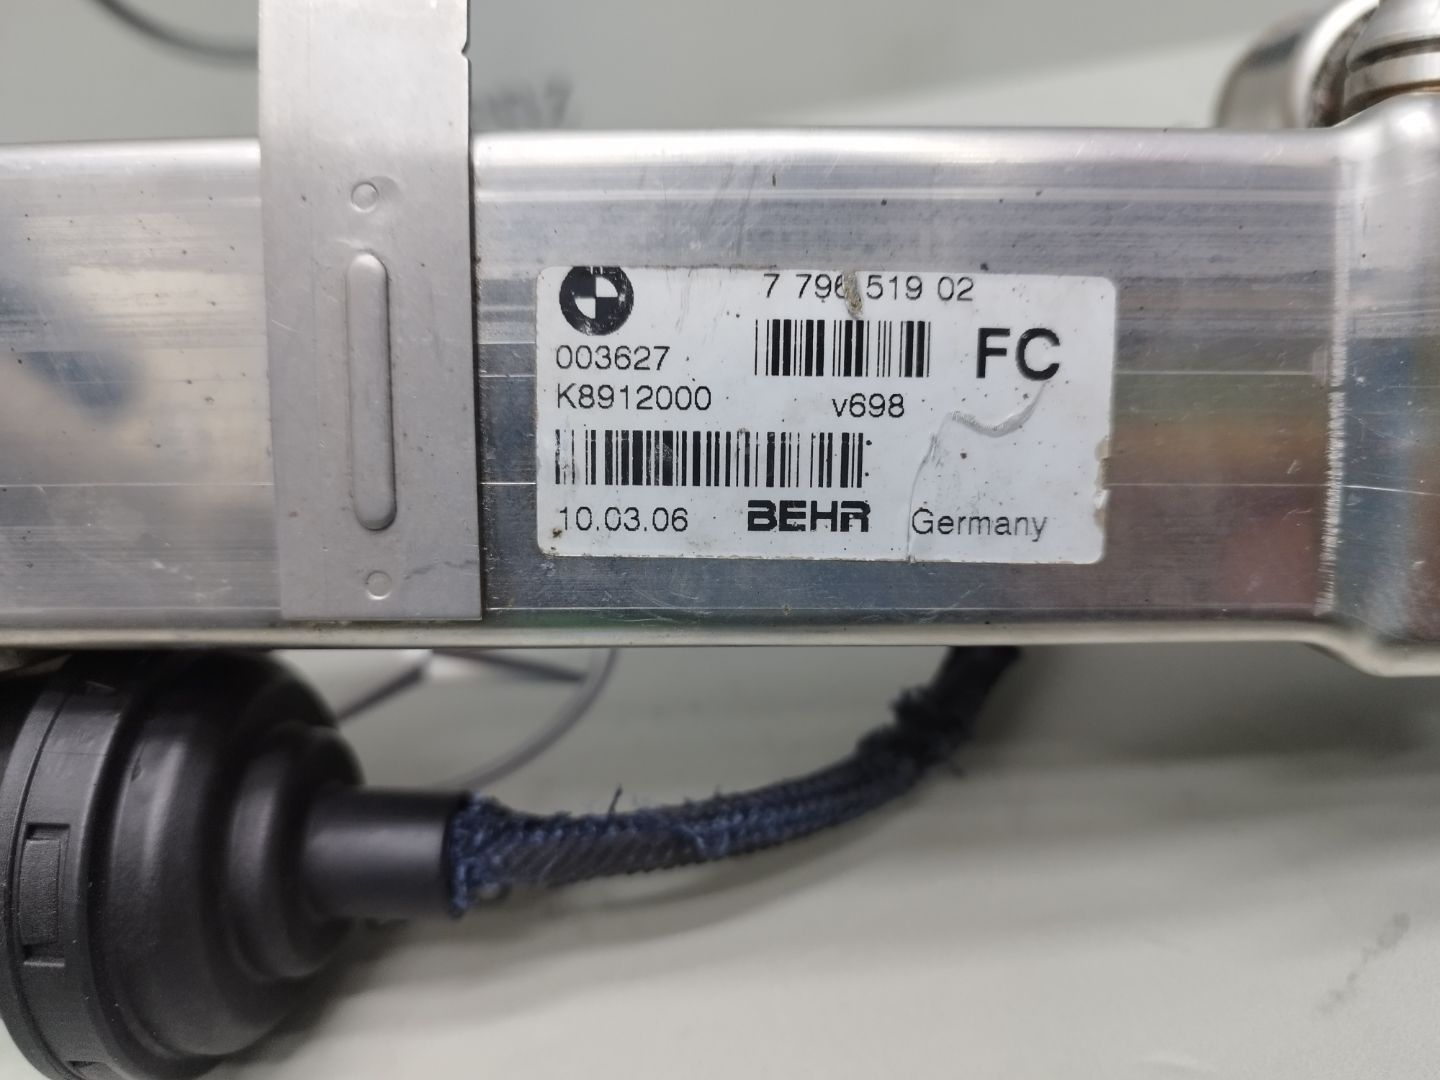 7 796 519 02
003627
FC
K8912000
v698
10.03.06
BEHR
Germany